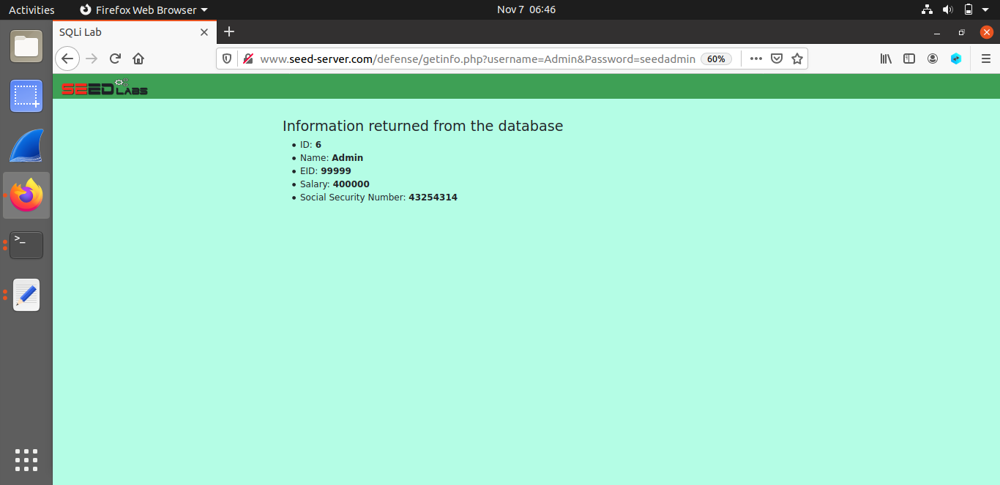 Activities Firefox Web Browser Nov 7 06:46
SQLi Lab
www.seed-server.com/defense/getinfo.php?username=Admin&Password=seedadmin 60%
SEED LABS
Information returned from the database
• ID: 6
• Name: Admin
• EID: 99999
• Salary: 400000
• Social Security Number: 43254314
>_